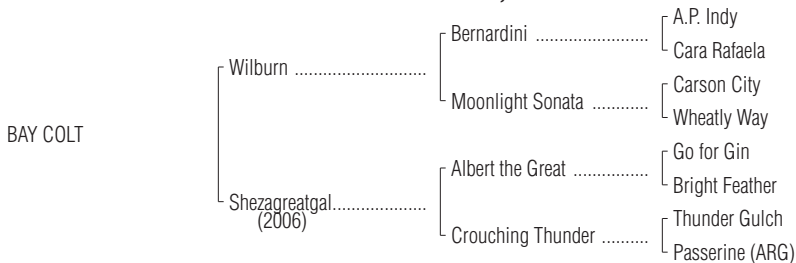 A.P. Indy
Bernardini ........................
Cara Rafaela
Wilburn ............................
Carson City
Moonlight Sonata ............
Wheatly Way
BAY COLT
Go for Gin
Albert the Great ................
Bright Feather
Shezagreatgal....................
(2006)
Thunder Gulch
Crouching Thunder ..........
Passerine (ARG)